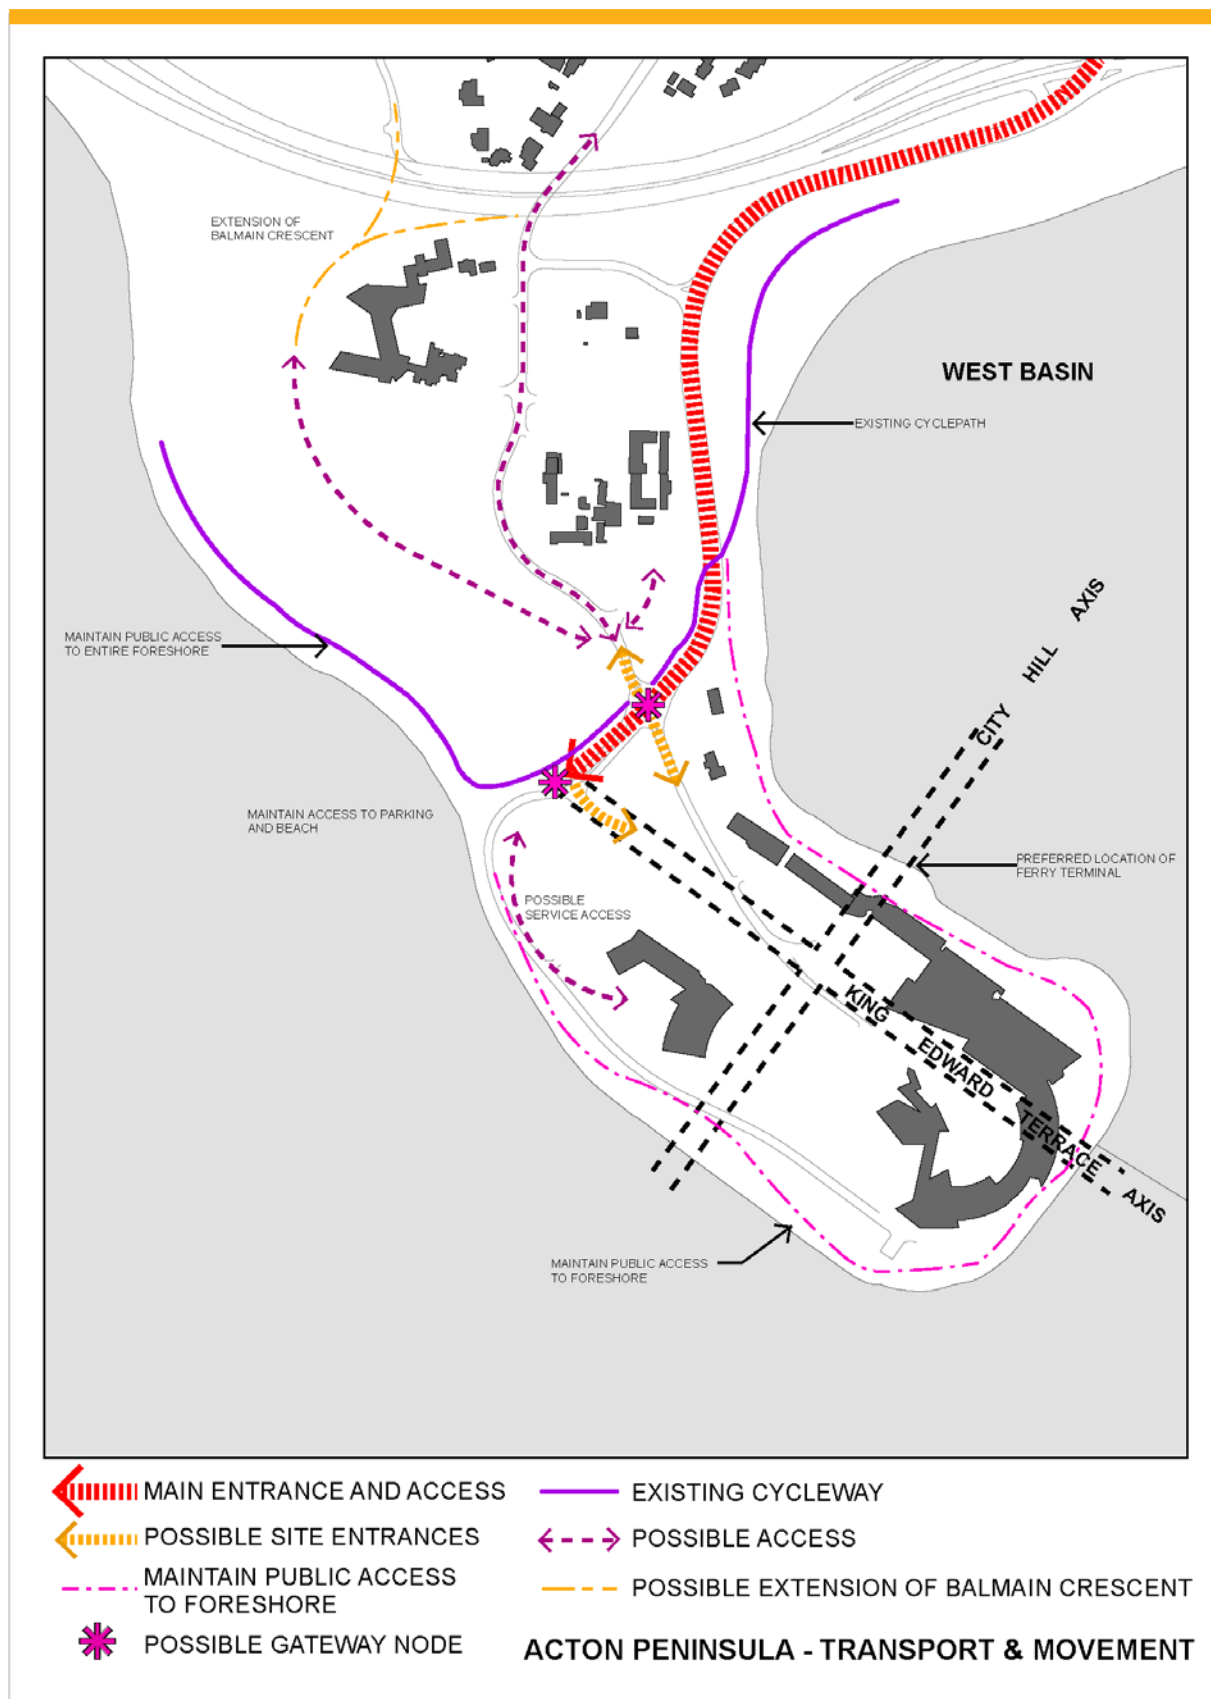 EXTENSION OF
BALMAIN CRESCENT
WEST BASIN
EXISTING CYCLEPATH
CITY HILL AXIS
MAINTAIN PUBLIC ACCESS
TO ENTIRE FORESHORE
MAINTAIN ACCESS TO PARKING
AND BEACH
PREFERRED LOCATION OF
FERRY TERMINAL
POSSIBLE
SERVICE ACCESS
KING EDWARD TERRACE AXIS
MAINTAIN PUBLIC ACCESS
TO FORESHORE
MAIN ENTRANCE AND ACCESS
EXISTING CYCLEWAY
POSSIBLE SITE ENTRANCES
POSSIBLE ACCESS
MAINTAIN PUBLIC ACCESS
TO FORESHORE
POSSIBLE EXTENSION OF BALMAIN CRESCENT
POSSIBLE GATEWAY NODE
ACTON PENINSULA - TRANSPORT & MOVEMENT